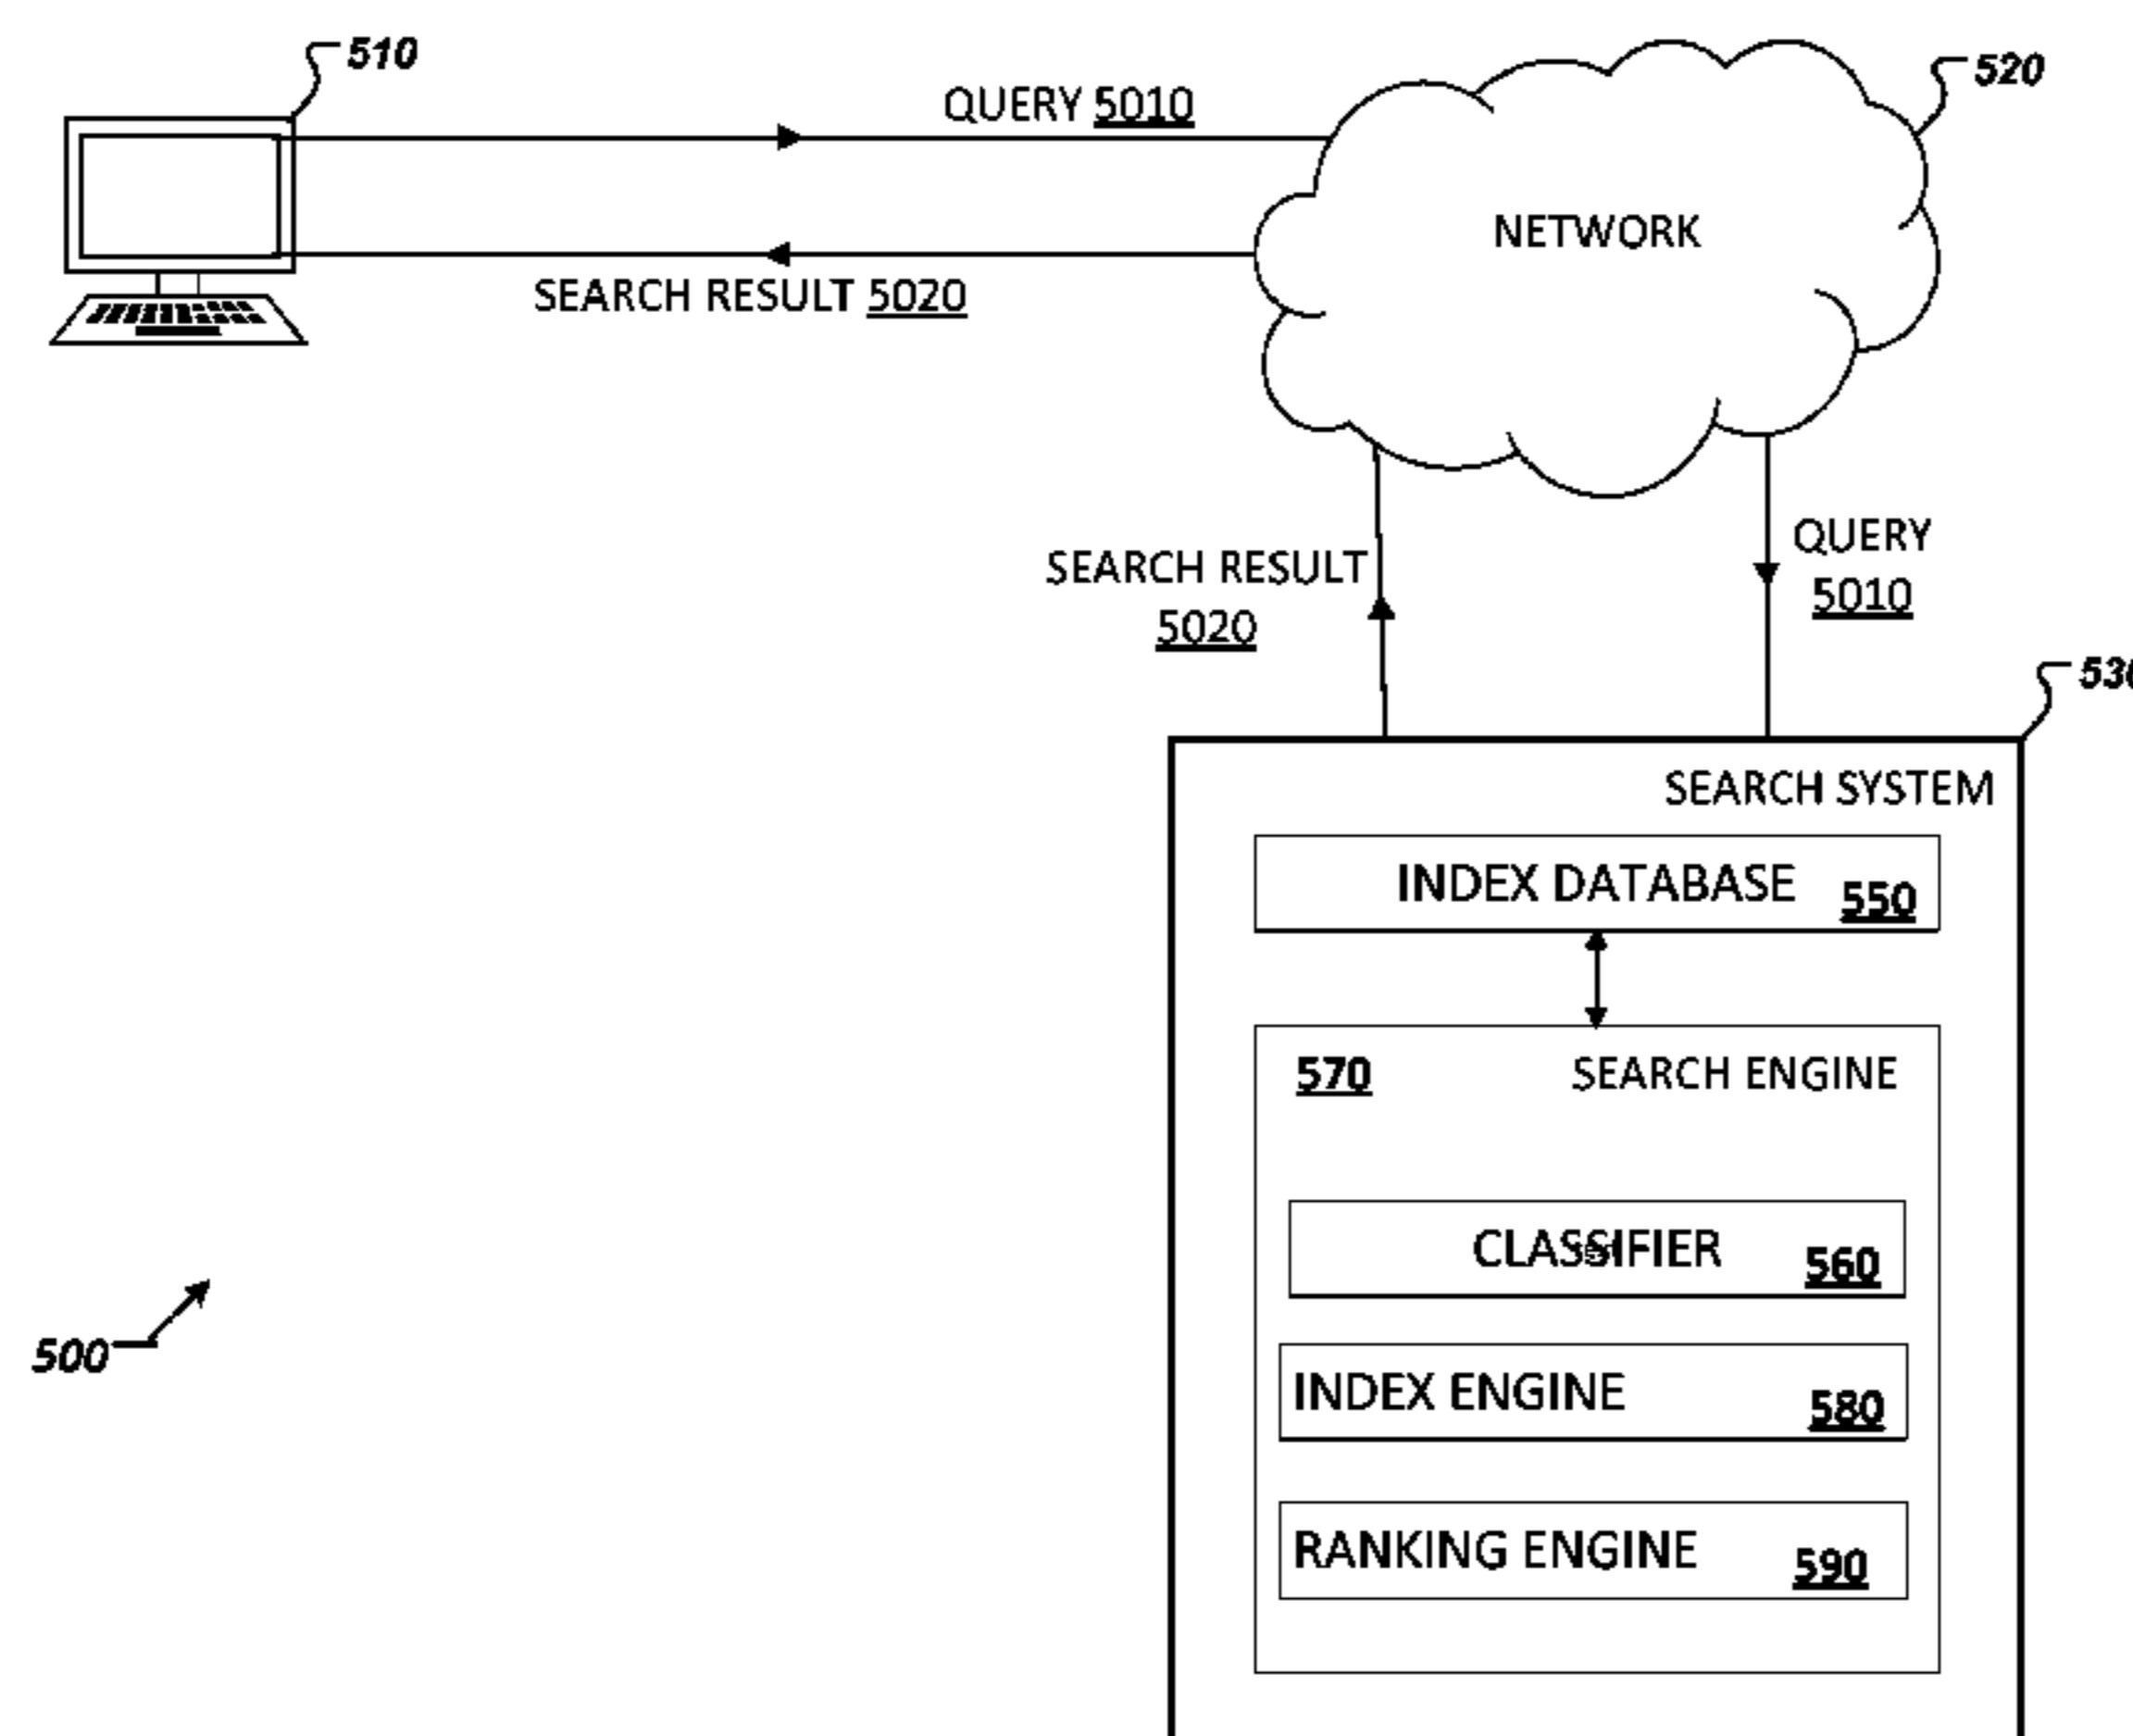 510
520
QUERY 5010
NETWORK
SEARCH RESULT 5020
SEARCH RESULT
5020
QUERY
5010
SEARCH SYSTEM
INDEX DATABASE 550
570 SEARCH ENGINE
CLASSIFIER 560
500
INDEX ENGINE 580
RANKING ENGINE 590